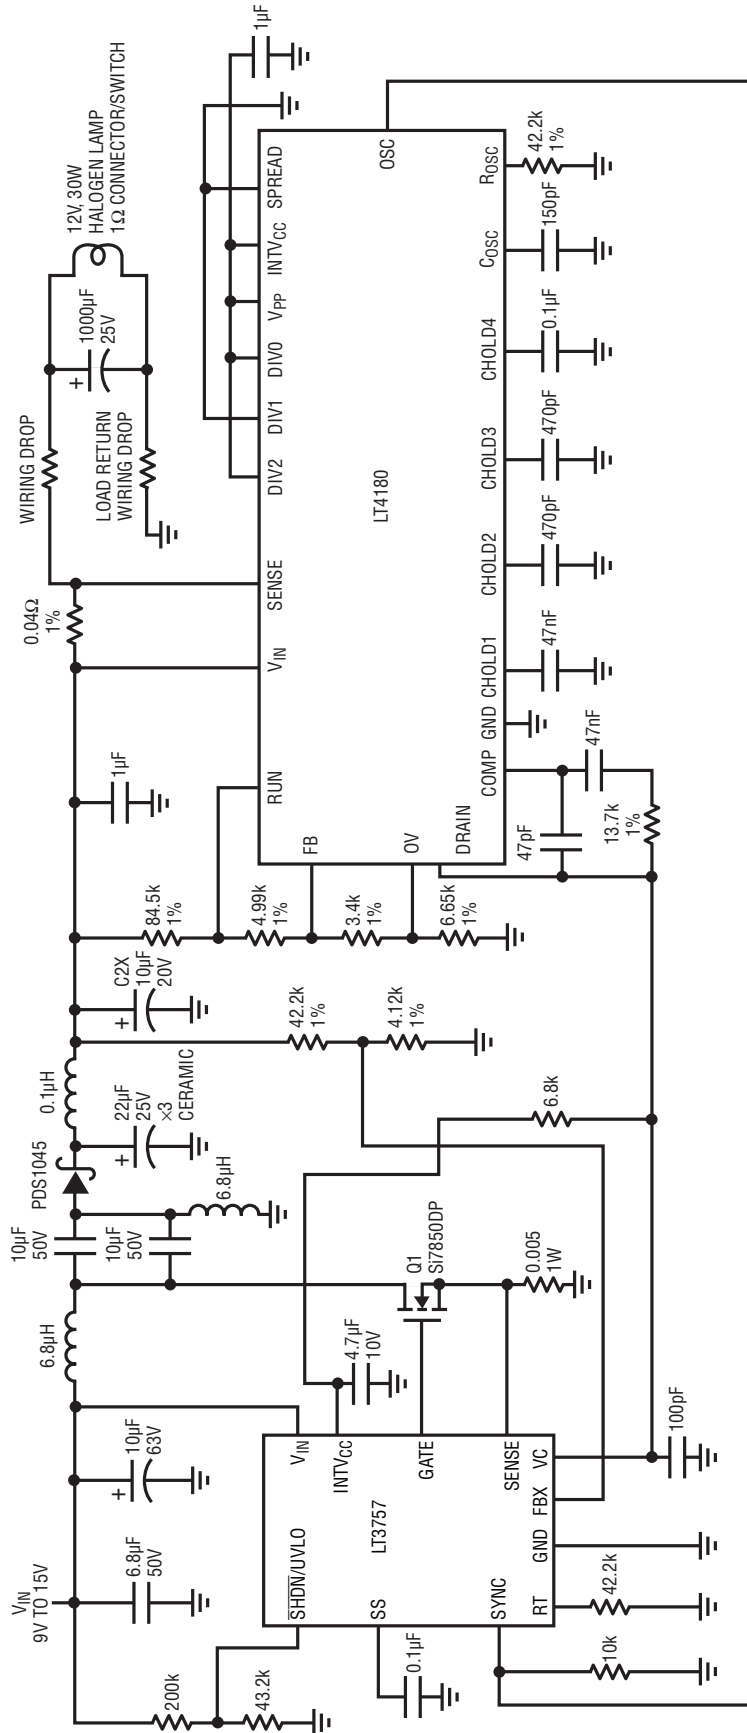 VIN
9V TO 15V
200k
43.2k
6.8µF
50V
10µF
63V
6.8µH
10µF
50V
10µF
50V
6.8µH
PDS1045
22µF
25V
×3
CERAMIC
0.1µH
C2X
10µF
20V
1µF
0.04Ω
1%
WIRING DROP
LOAD RETURN
WIRING DROP
1000µF
25V
12V, 30W
HALOGEN LAMP
1Ω CONNECTOR/SWITCH
1µF
0.1µF
SHDN/UVLO
VIN
SS
INTVCC
LT3757
GATE
SYNC
SENSE
RT
GND
FBX
VC
10k
42.2k
100pF
4.7µF
10V
Q1
Si7850DP
0.005
1W
6.8k
42.2k
1%
4.12k
1%
84.5k
1%
4.99k
1%
3.4k
1%
6.65k
1%
RUN
VIN
SENSE
DIV2
DIV1
DIV0
VPP
INTVCC
SPREAD
FB
OV
DRAIN
LT4180
OSC
COMP
GND
CHOLD1
CHOLD2
CHOLD3
CHOLD4
COSC
ROSC
47pF
47nF
13.7k
1%
47nF
470pF
470pF
0.1µF
150pF
42.2k
1%